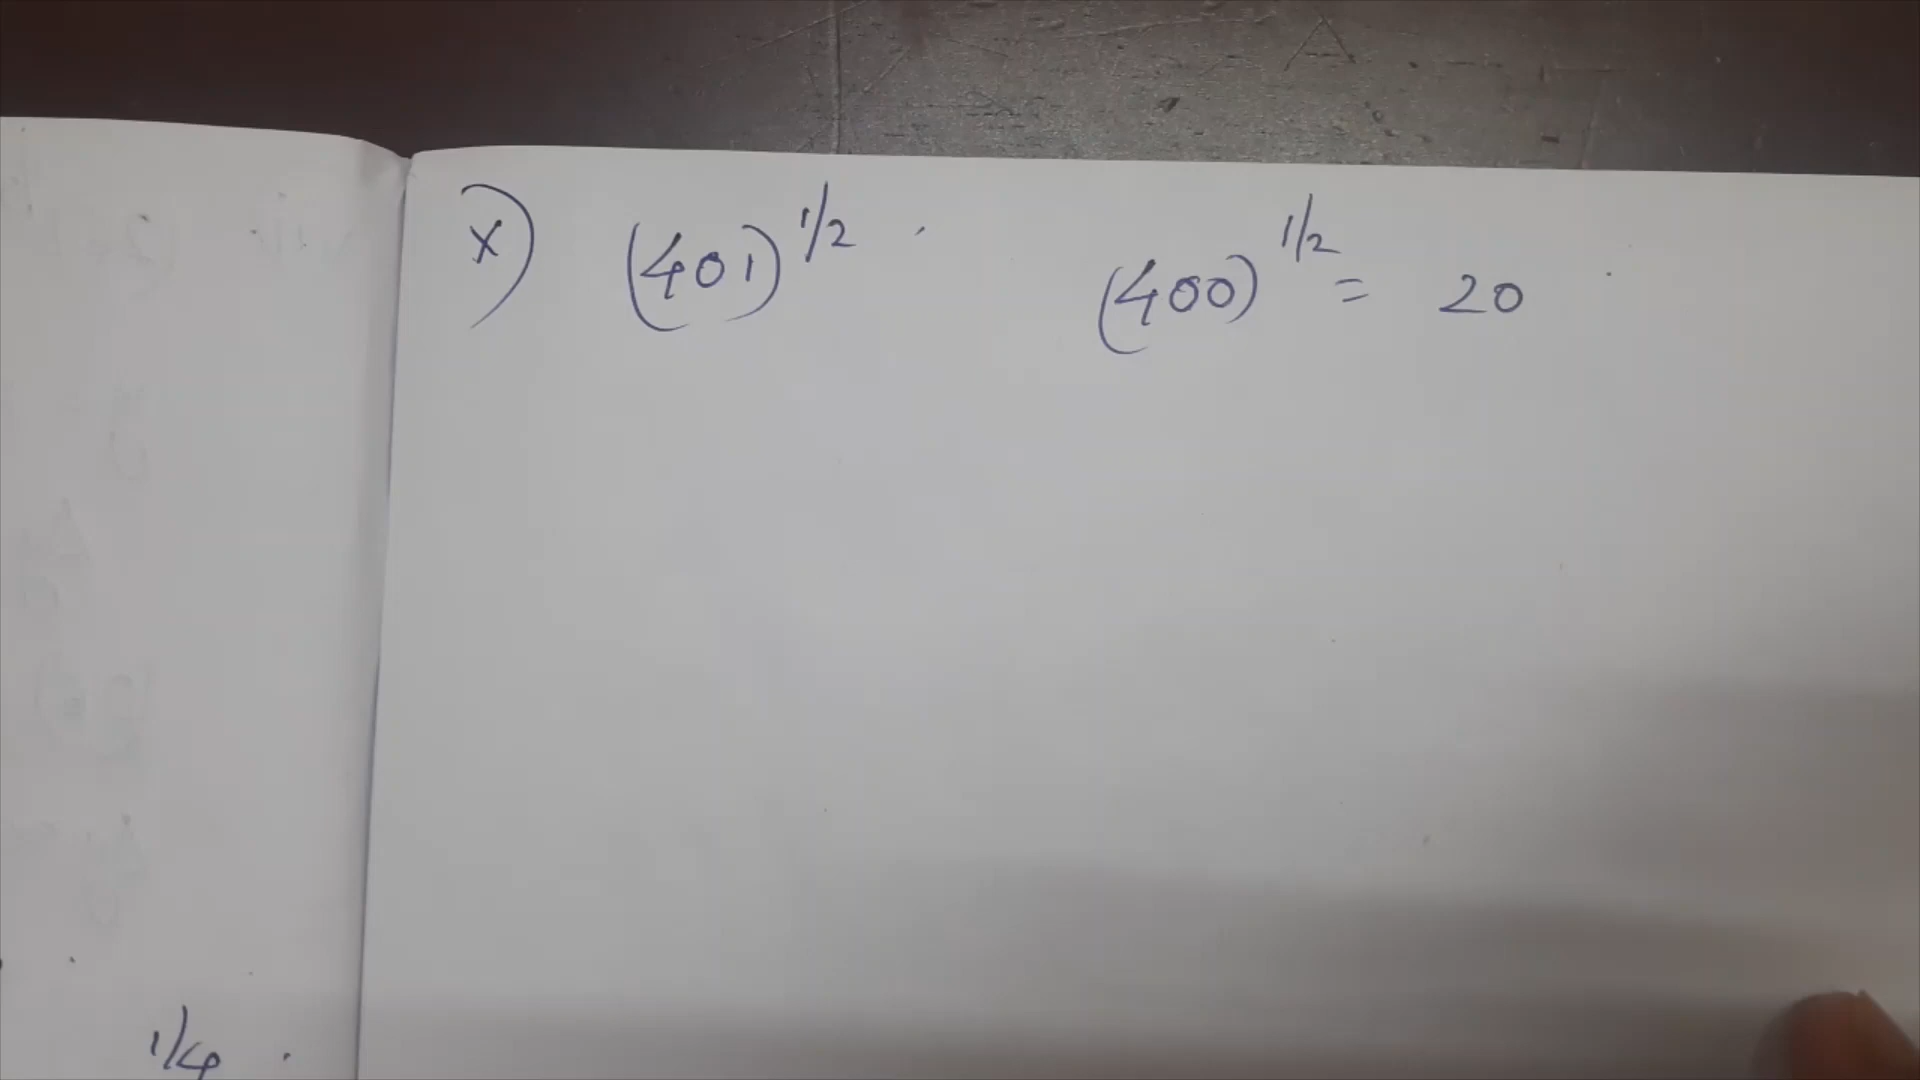 x) (401)^1/2 . (400)^1/2 = 20
1/4 .